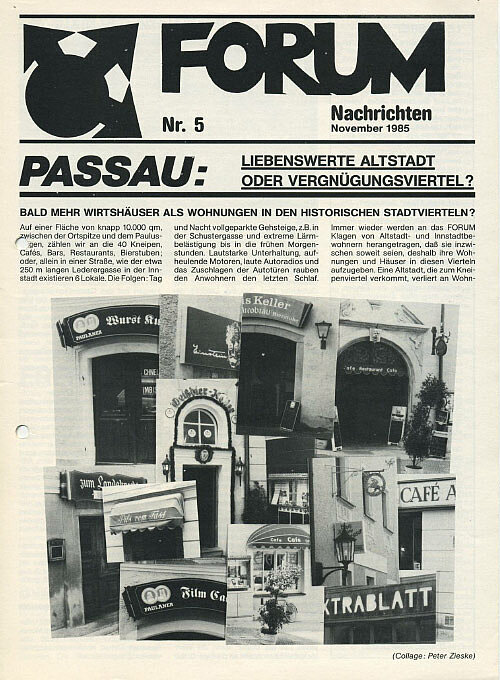 FORUM
Nr. 5
Nachrichten
November 1985
PASSAU:
LIEBENSWERTE ALTSTADT
ODER VERGNÜGUNGSVIERTEL?
BALD MEHR WIRTSHÄUSER ALS WOHNUNGEN IN DEN HISTORISCHEN STADTVIERTELN?
Auf einer Fläche von knapp 10.000 qm,
zwischen der Ortspitze und dem Paulus-
gen, zählen wir an die 40 Kneipen,
Cafés, Bars, Restaurants, Bierstuben;
oder, allein in einer Straße, wie der etwa
250 m langen Lederergasse in der Inn-
stadt existieren 6 Lokale. Die Folgen: Tag
und Nacht vollgeparkte Gehsteige, z.B. in
der Schustergasse und extreme Lärm-
belästigung bis in die frühen Morgen-
stunden. Lautstarke Unterhaltung, auf-
heulende Motoren, laute Autoradios und
das Zuschlagen der Autotüren rauben
den Anwohnern den letzten Schlaf.
Immer wieder werden an das FORUM
Klagen von Altstadt- und Innstadtbe-
wohnern herangetragen, daß sie inzwi-
schen soweit seien, deshalb ihre Woh-
nungen und Häuser in diesen Vierteln
aufzugeben. Eine Altstadt, die zum Knei-
penviertel verkommt, verliert an Wohn-
PAULANER
Wurst
Keller
Cafe Restaurant Cafe
zum
CAFÉ A
Cafe Cafe
PAULANER
Film Ca
XTRABLATT
(Collage: Peter Zieske)